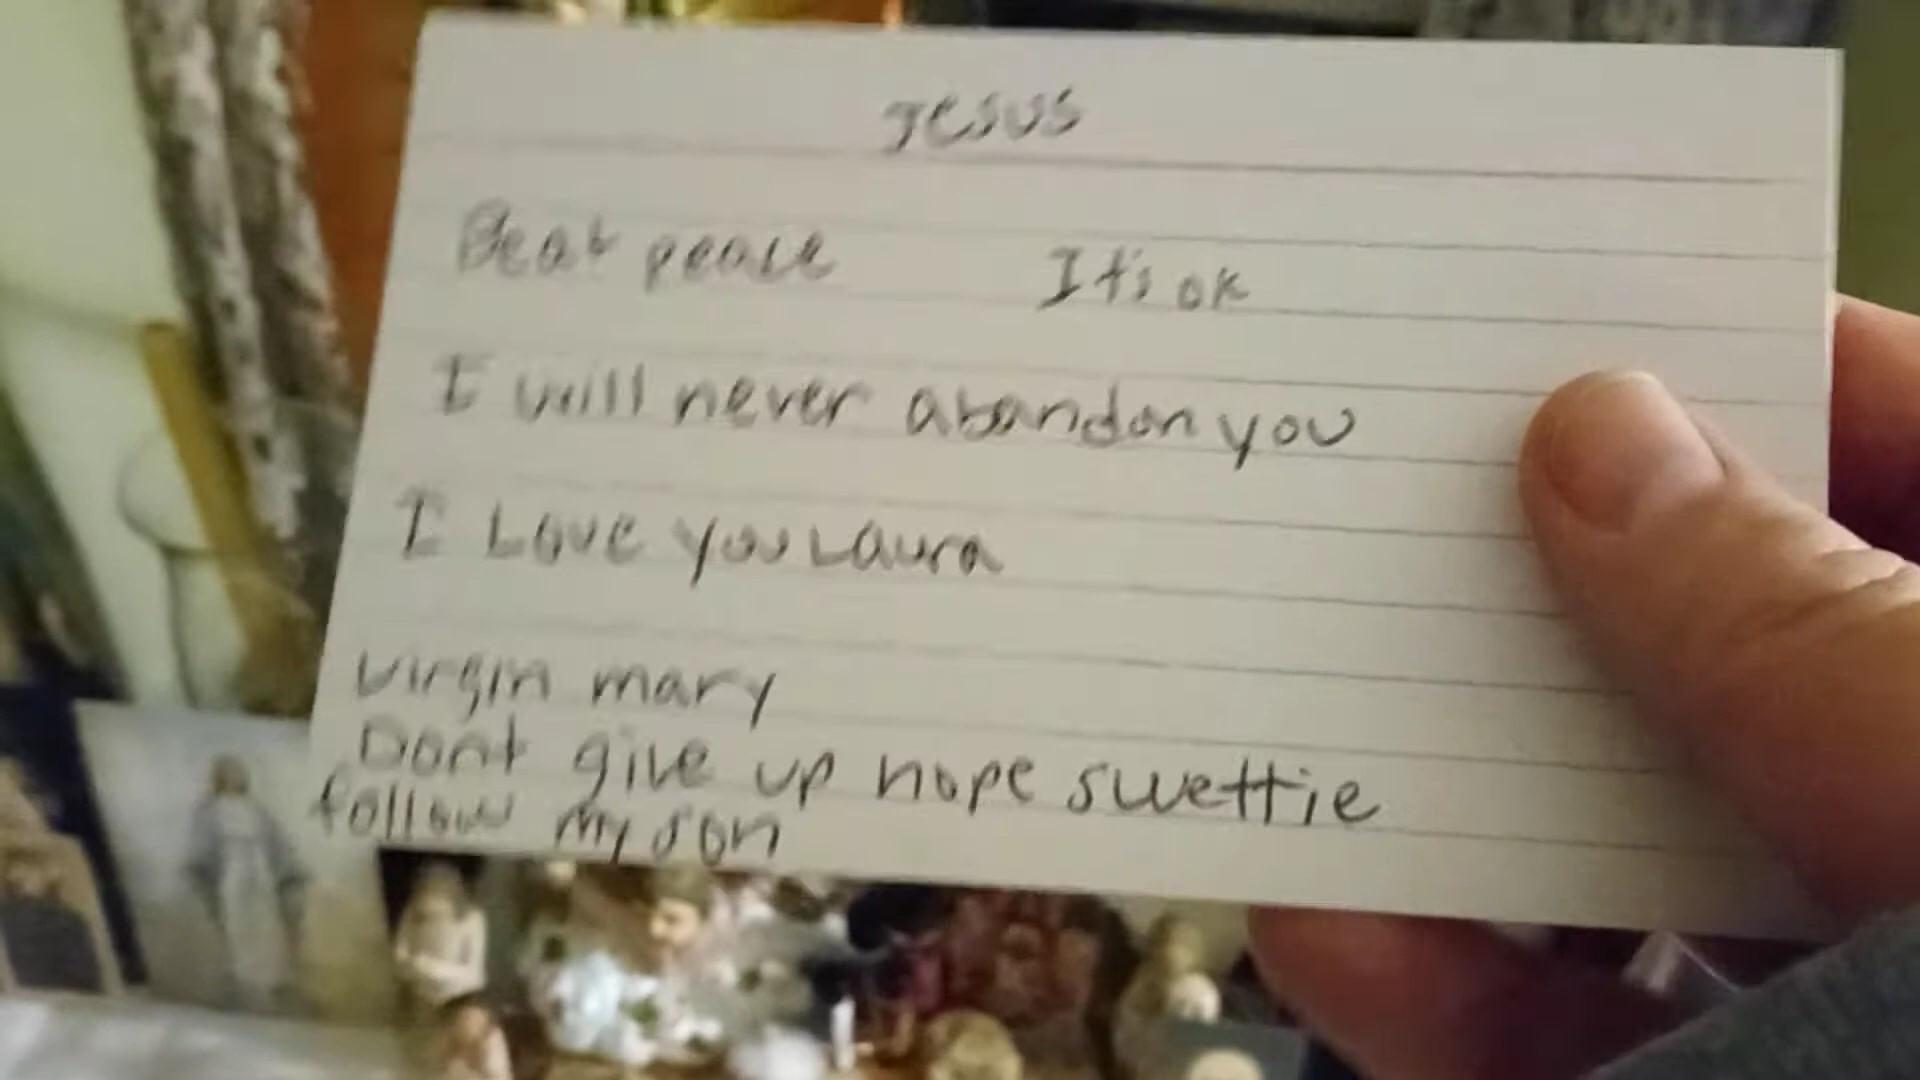 Jesus
Beat peace It's ok
I will never abandon you
I Love you Laura
Virgin mary
Dont give up hope swettie
follow my son